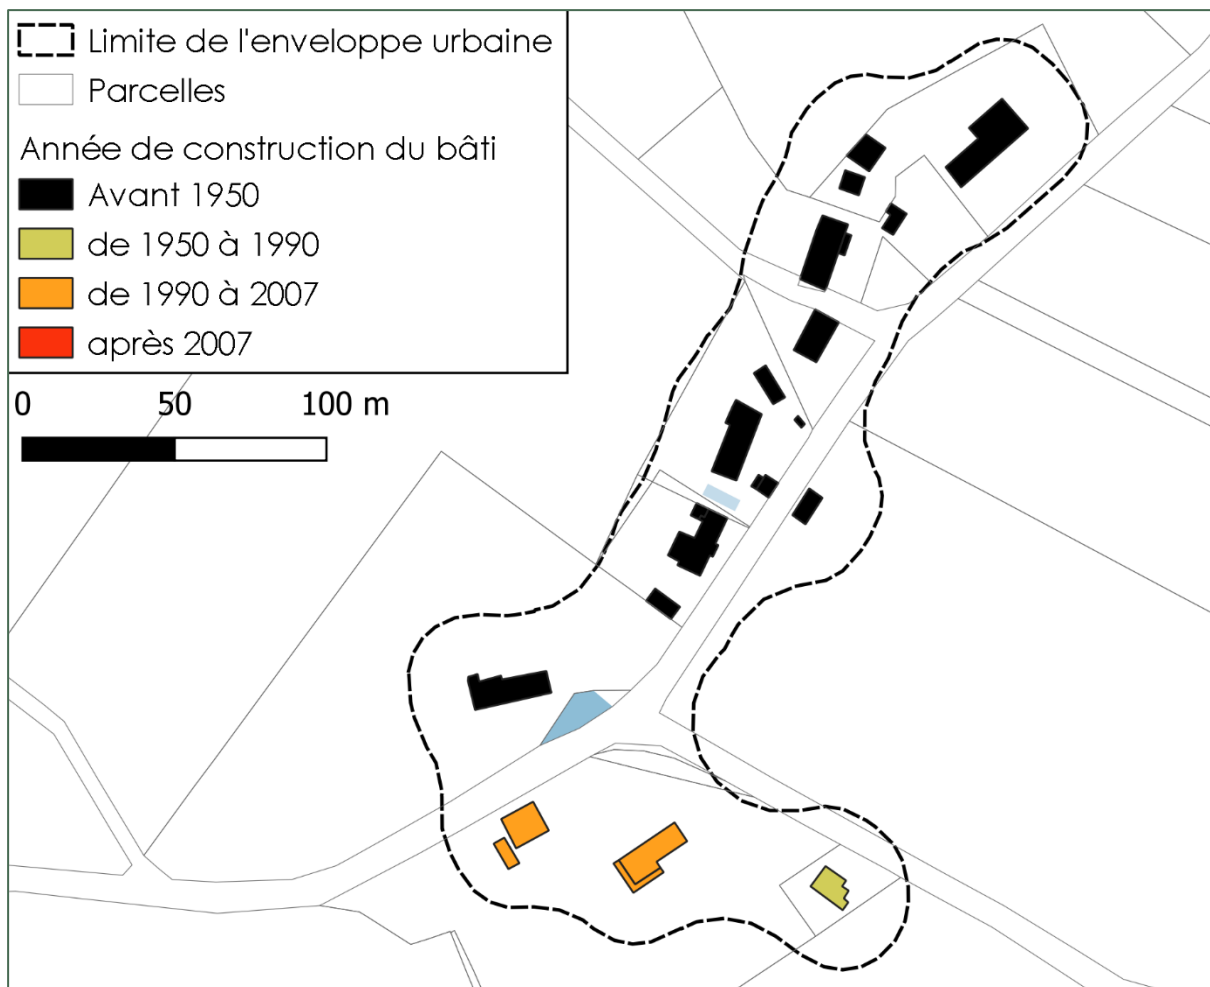 Limite de l'enveloppe urbaine
Parcelles
Année de construction du bâti
Avant 1950
de 1950 à 1990
de 1990 à 2007
après 2007
0 50 100 m